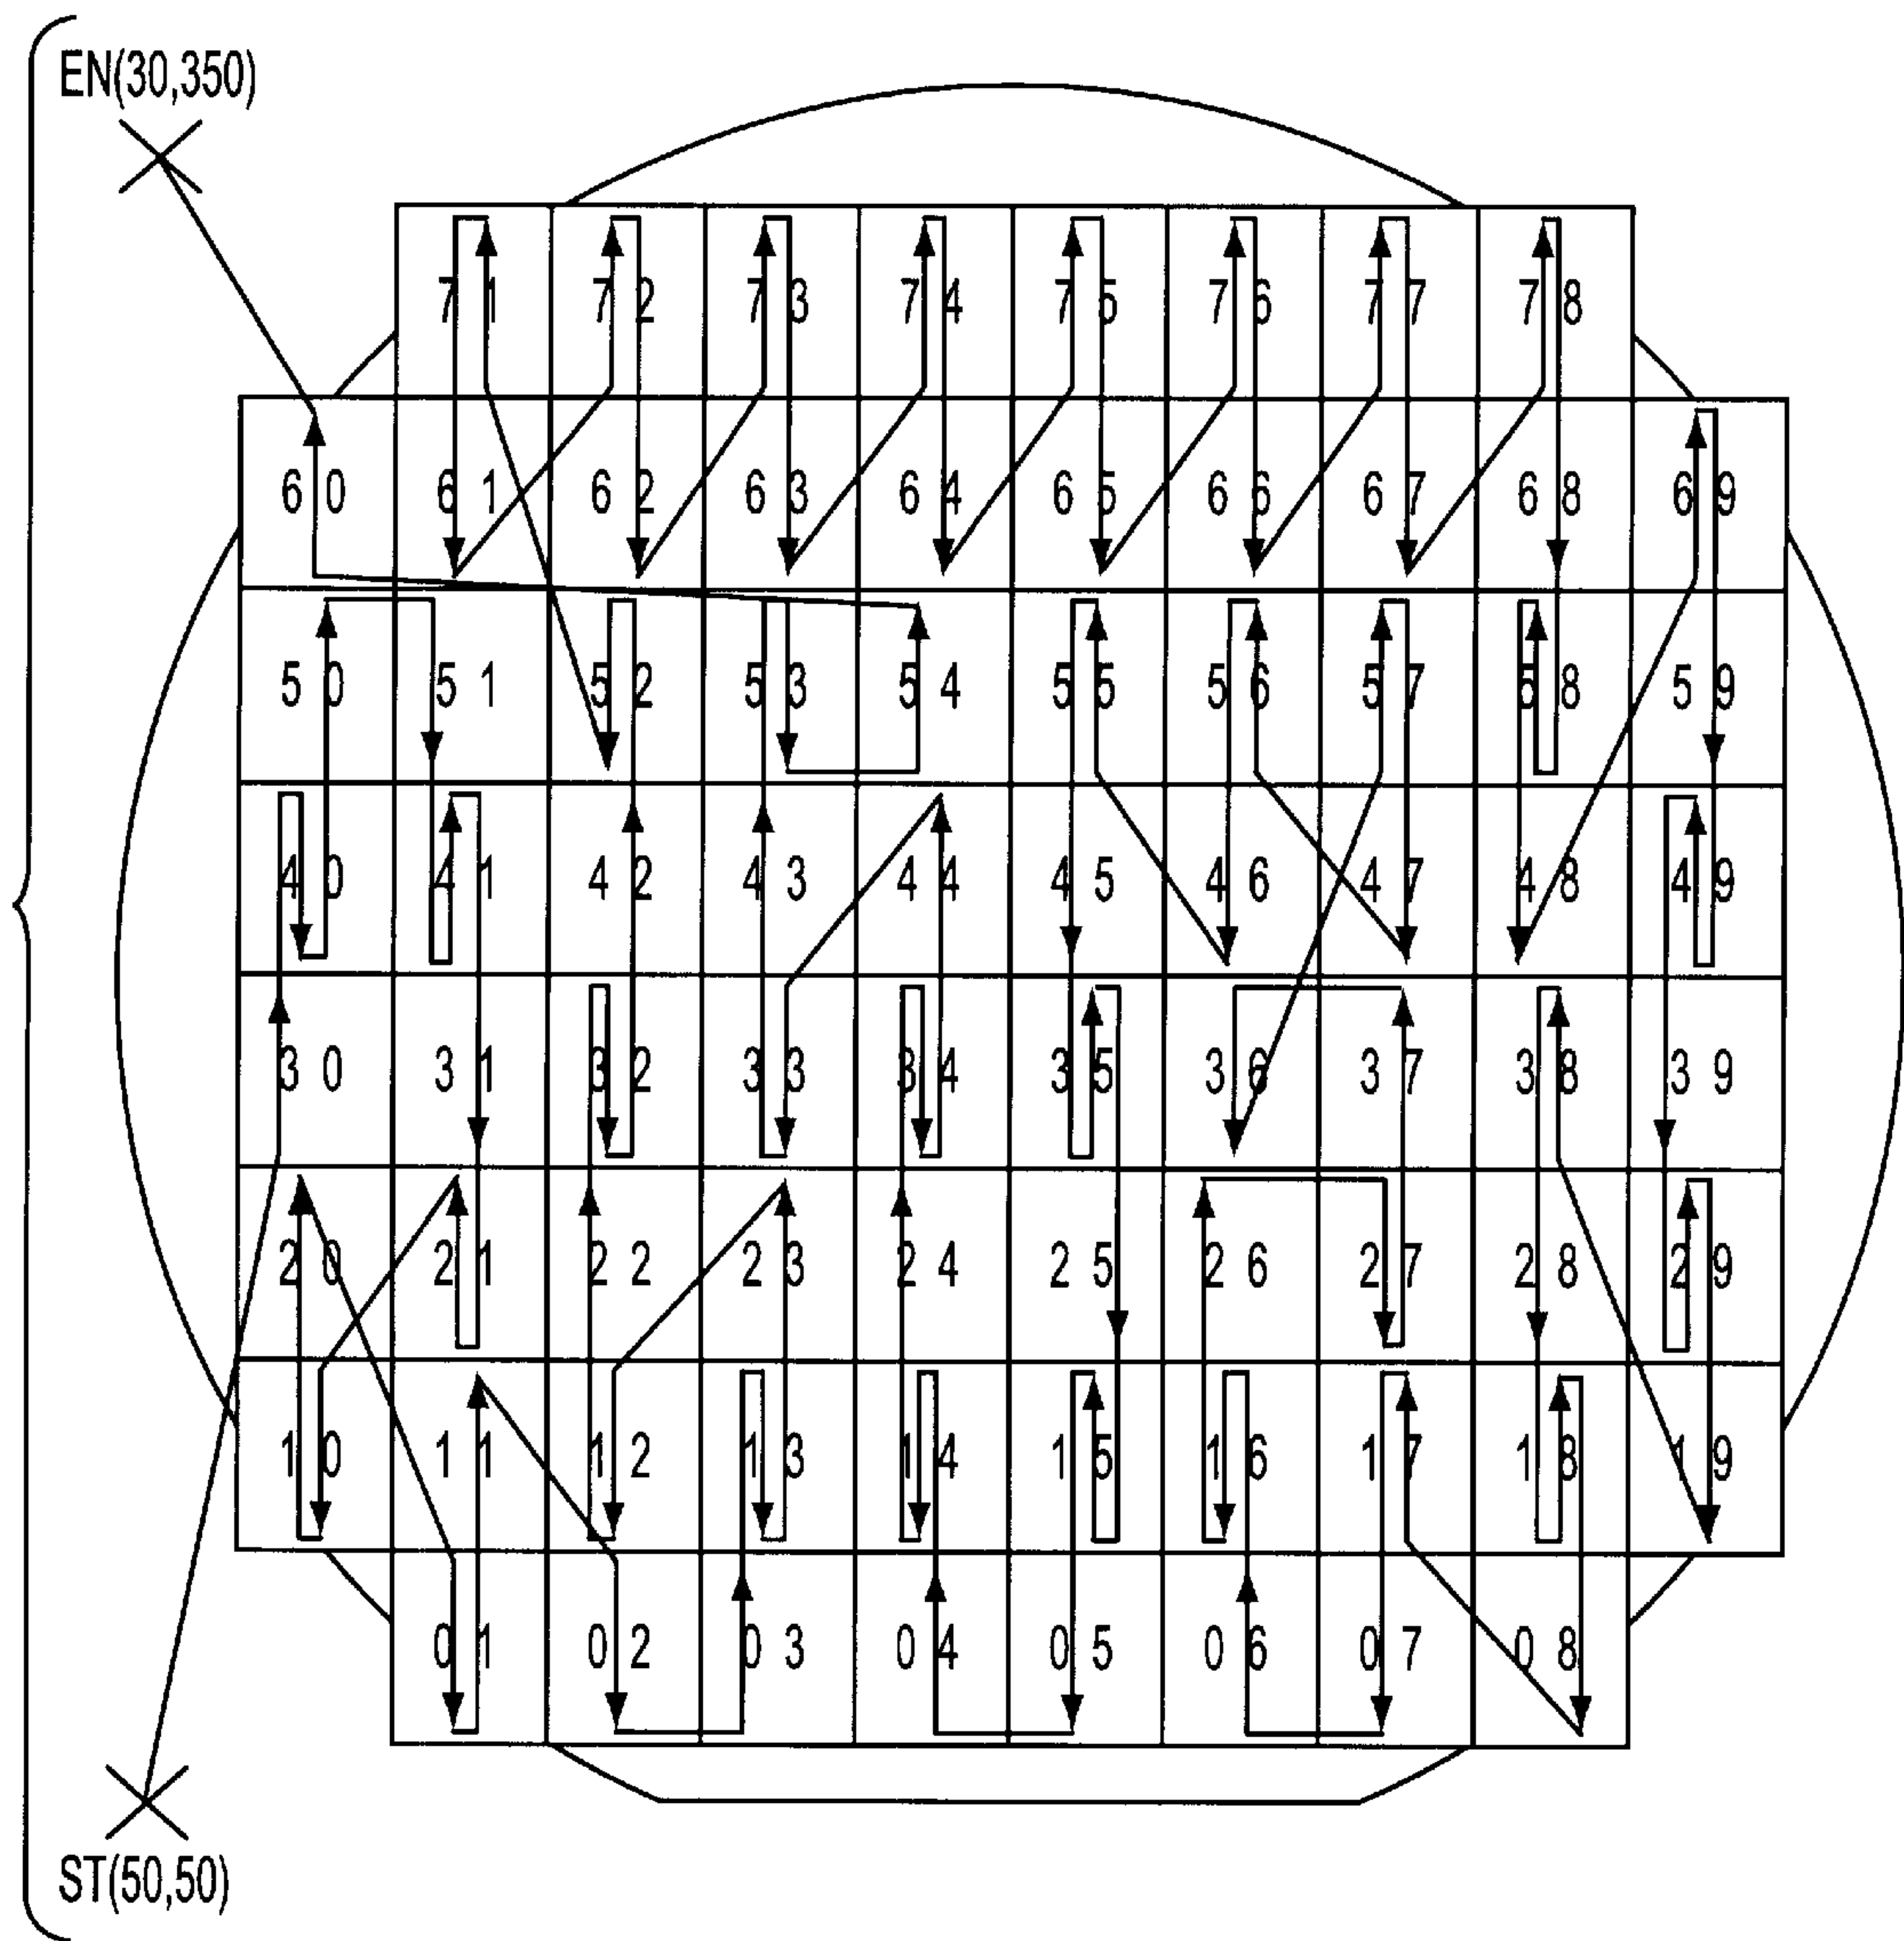 EN(30,350)
71 72 73 74 75 76 77 78
60 61 62 63 64 65 66 67 68 69
50 51 52 53 54 55 56 57 58 59
40 41 42 43 44 45 46 47 48 49
30 31 32 33 34 35 36 37 38 39
20 21 22 23 24 25 26 27 28 29
10 11 12 13 14 15 16 17 18 19
01 02 03 04 05 06 07 08
ST(50,50)